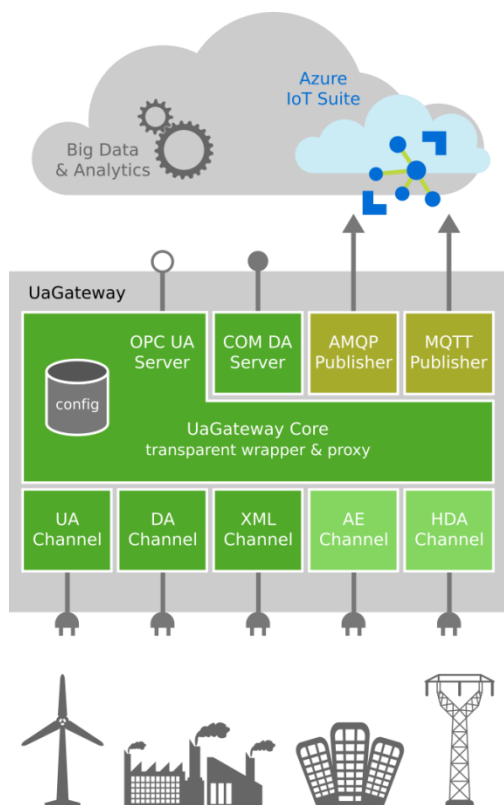 Azure
IoT Suite
Big Data
& Analytics
UaGateway
OPC UA
Server
COM DA
Server
AMQP
Publisher
MQTT
Publisher
config
UaGateway Core
transparent wrapper & proxy
UA
Channel
DA
Channel
XML
Channel
AE
Channel
HDA
Channel